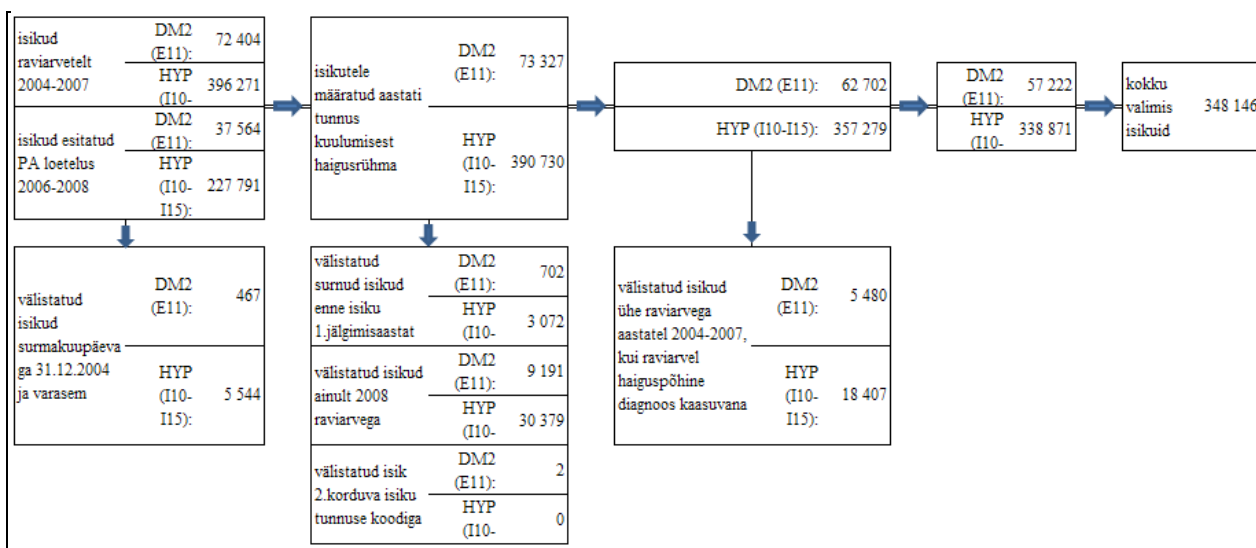 isikud
raviarvetelt
2004-2007
DM2
(E11):
72 404
HYP
(I10-
396 271
isikud esitatud
PA loetelus
2006-2008
DM2
(E11):
37 564
HYP
(I10-
I15):
227 791
isikutele
määratud aastati
tunnus
kuulumisest
haigusrühma
DM2
(E11):
73 327
HYP
(I10-
I15):
390 730
DM2 (E11): 62 702
HYP (I10-I15): 357 279
DM2
(E11):
57 222
HYP
(I10-
338 871
kokku
valimis
isikuid
348 146
välistatud
isikud
surmakuupäeva
ga 31.12.2004
ja varasem
DM2
(E11):
467
HYP
(I10-
I15):
5 544
välistatud
surnud isikud
enne isiku
1.jälgimisaastat
DM2
(E11):
702
HYP
(I10-
3 072
välistatud isikud
ainult 2008
raviarvega
DM2
(E11):
9 191
HYP
(I10-
30 379
välistatud isik
2.korduva isiku
tunnuse koodiga
DM2
(E11):
2
HYP
(I10-
0
välistatud isikud
ühe raviarvega
aastatel 2004-2007,
kui raviarvel
haiguspõhine
diagnoos kaasuvana
DM2
(E11):
5 480
HYP
(I10-
I15):
18 407